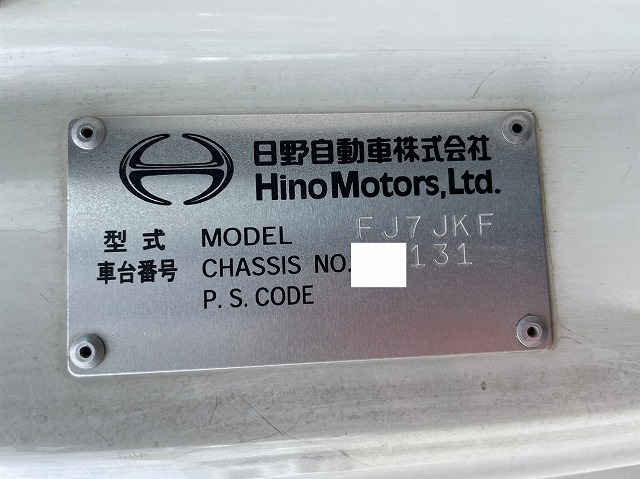 日野自動車株式会社
Hino Motors, Ltd.
型式 MODEL FJ7JKF
車台番号 CHASSIS NO. 131
P.S.CODE